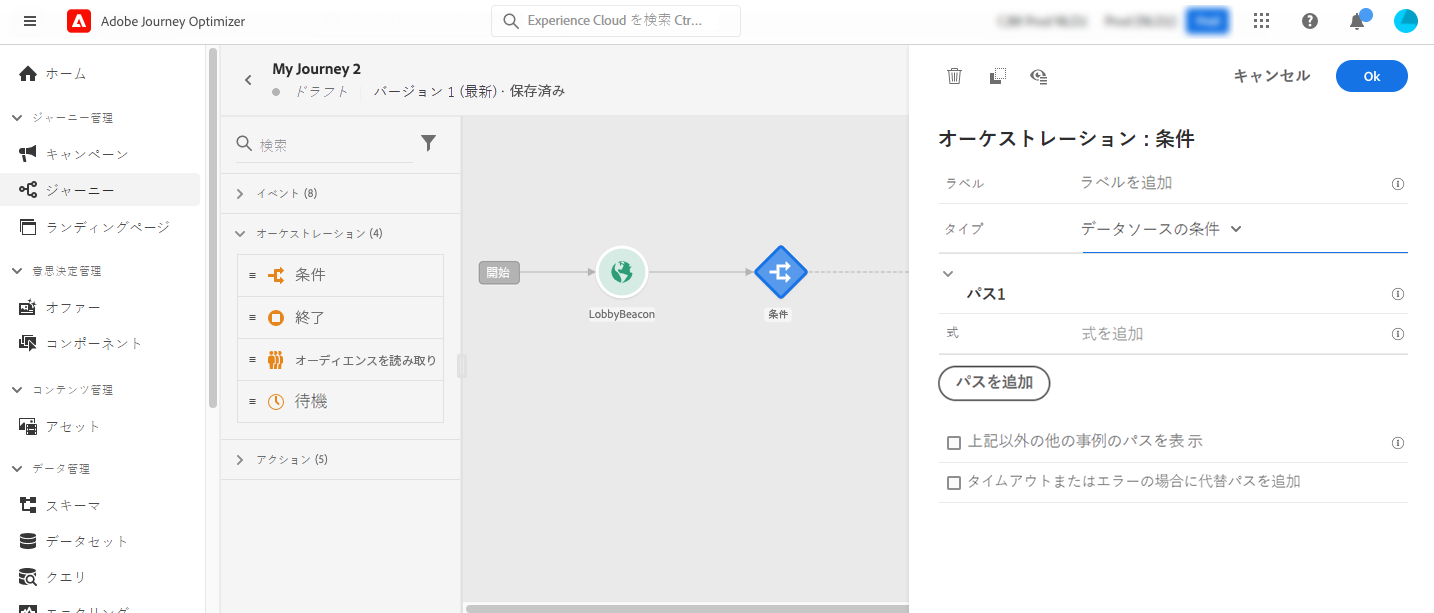 Adobe Journey Optimizer
Experience Cloud を検索 Ctr...
ホーム
ジャーニー管理
キャンペーン
ジャーニー
ランディングページ
意思決定管理
オファー
コンポーネント
コンテンツ管理
アセット
データ管理
スキーマ
データセット
クエリ
モニタリング
My Journey 2
ドラフト
バージョン 1 (最新)・保存済み
検索
イベント (8)
オーケストレーション (4)
条件
終了
オーディエンスを読み取り
待機
アクション (5)
開始
LobbyBeacon
条件
キャンセル
Ok
オーケストレーション : 条件
ラベル
ラベルを追加
タイプ
データソースの条件
パス1
式
式を追加
パスを追加
上記以外の他の事例のパスを表示
タイムアウトまたはエラーの場合に代替パスを追加